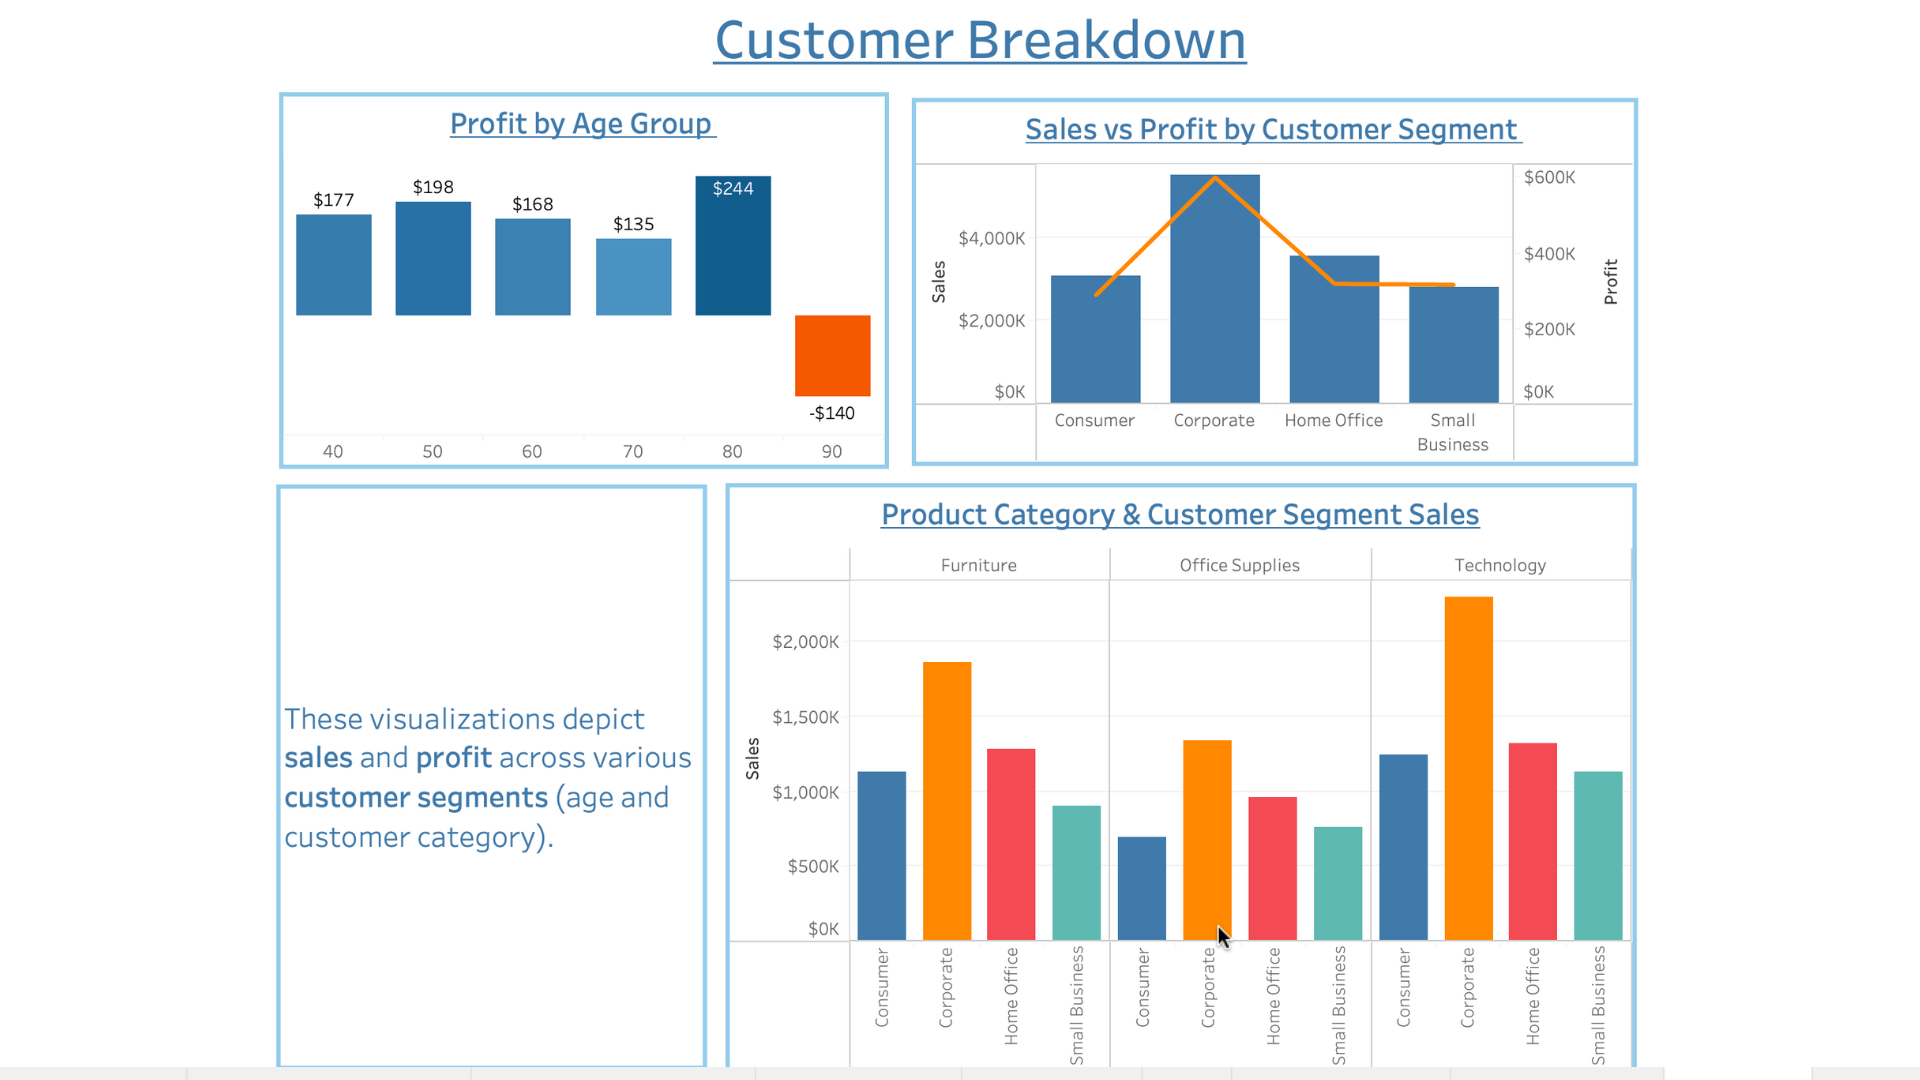 Customer Breakdown
Profit by Age Group
$177
$198
$168
$135
$244
-$140
40
50
60
70
80
90
Sales vs Profit by Customer Segment
Sales
$4,000K
$2,000K
$0K
$600K
$400K
$200K
$0K
Profit
Consumer
Corporate
Home Office
Small
Business
These visualizations depict
sales and profit across various
customer segments (age and
customer category).
Product Category & Customer Segment Sales
Furniture
Office Supplies
Technology
Sales
$2,000K
$1,500K
$1,000K
$500K
$0K
Consumer
Corporate
Home Office
Small Business
Consumer
Corporate
Home Office
Small Business
Consumer
Corporate
Home Office
Small Business